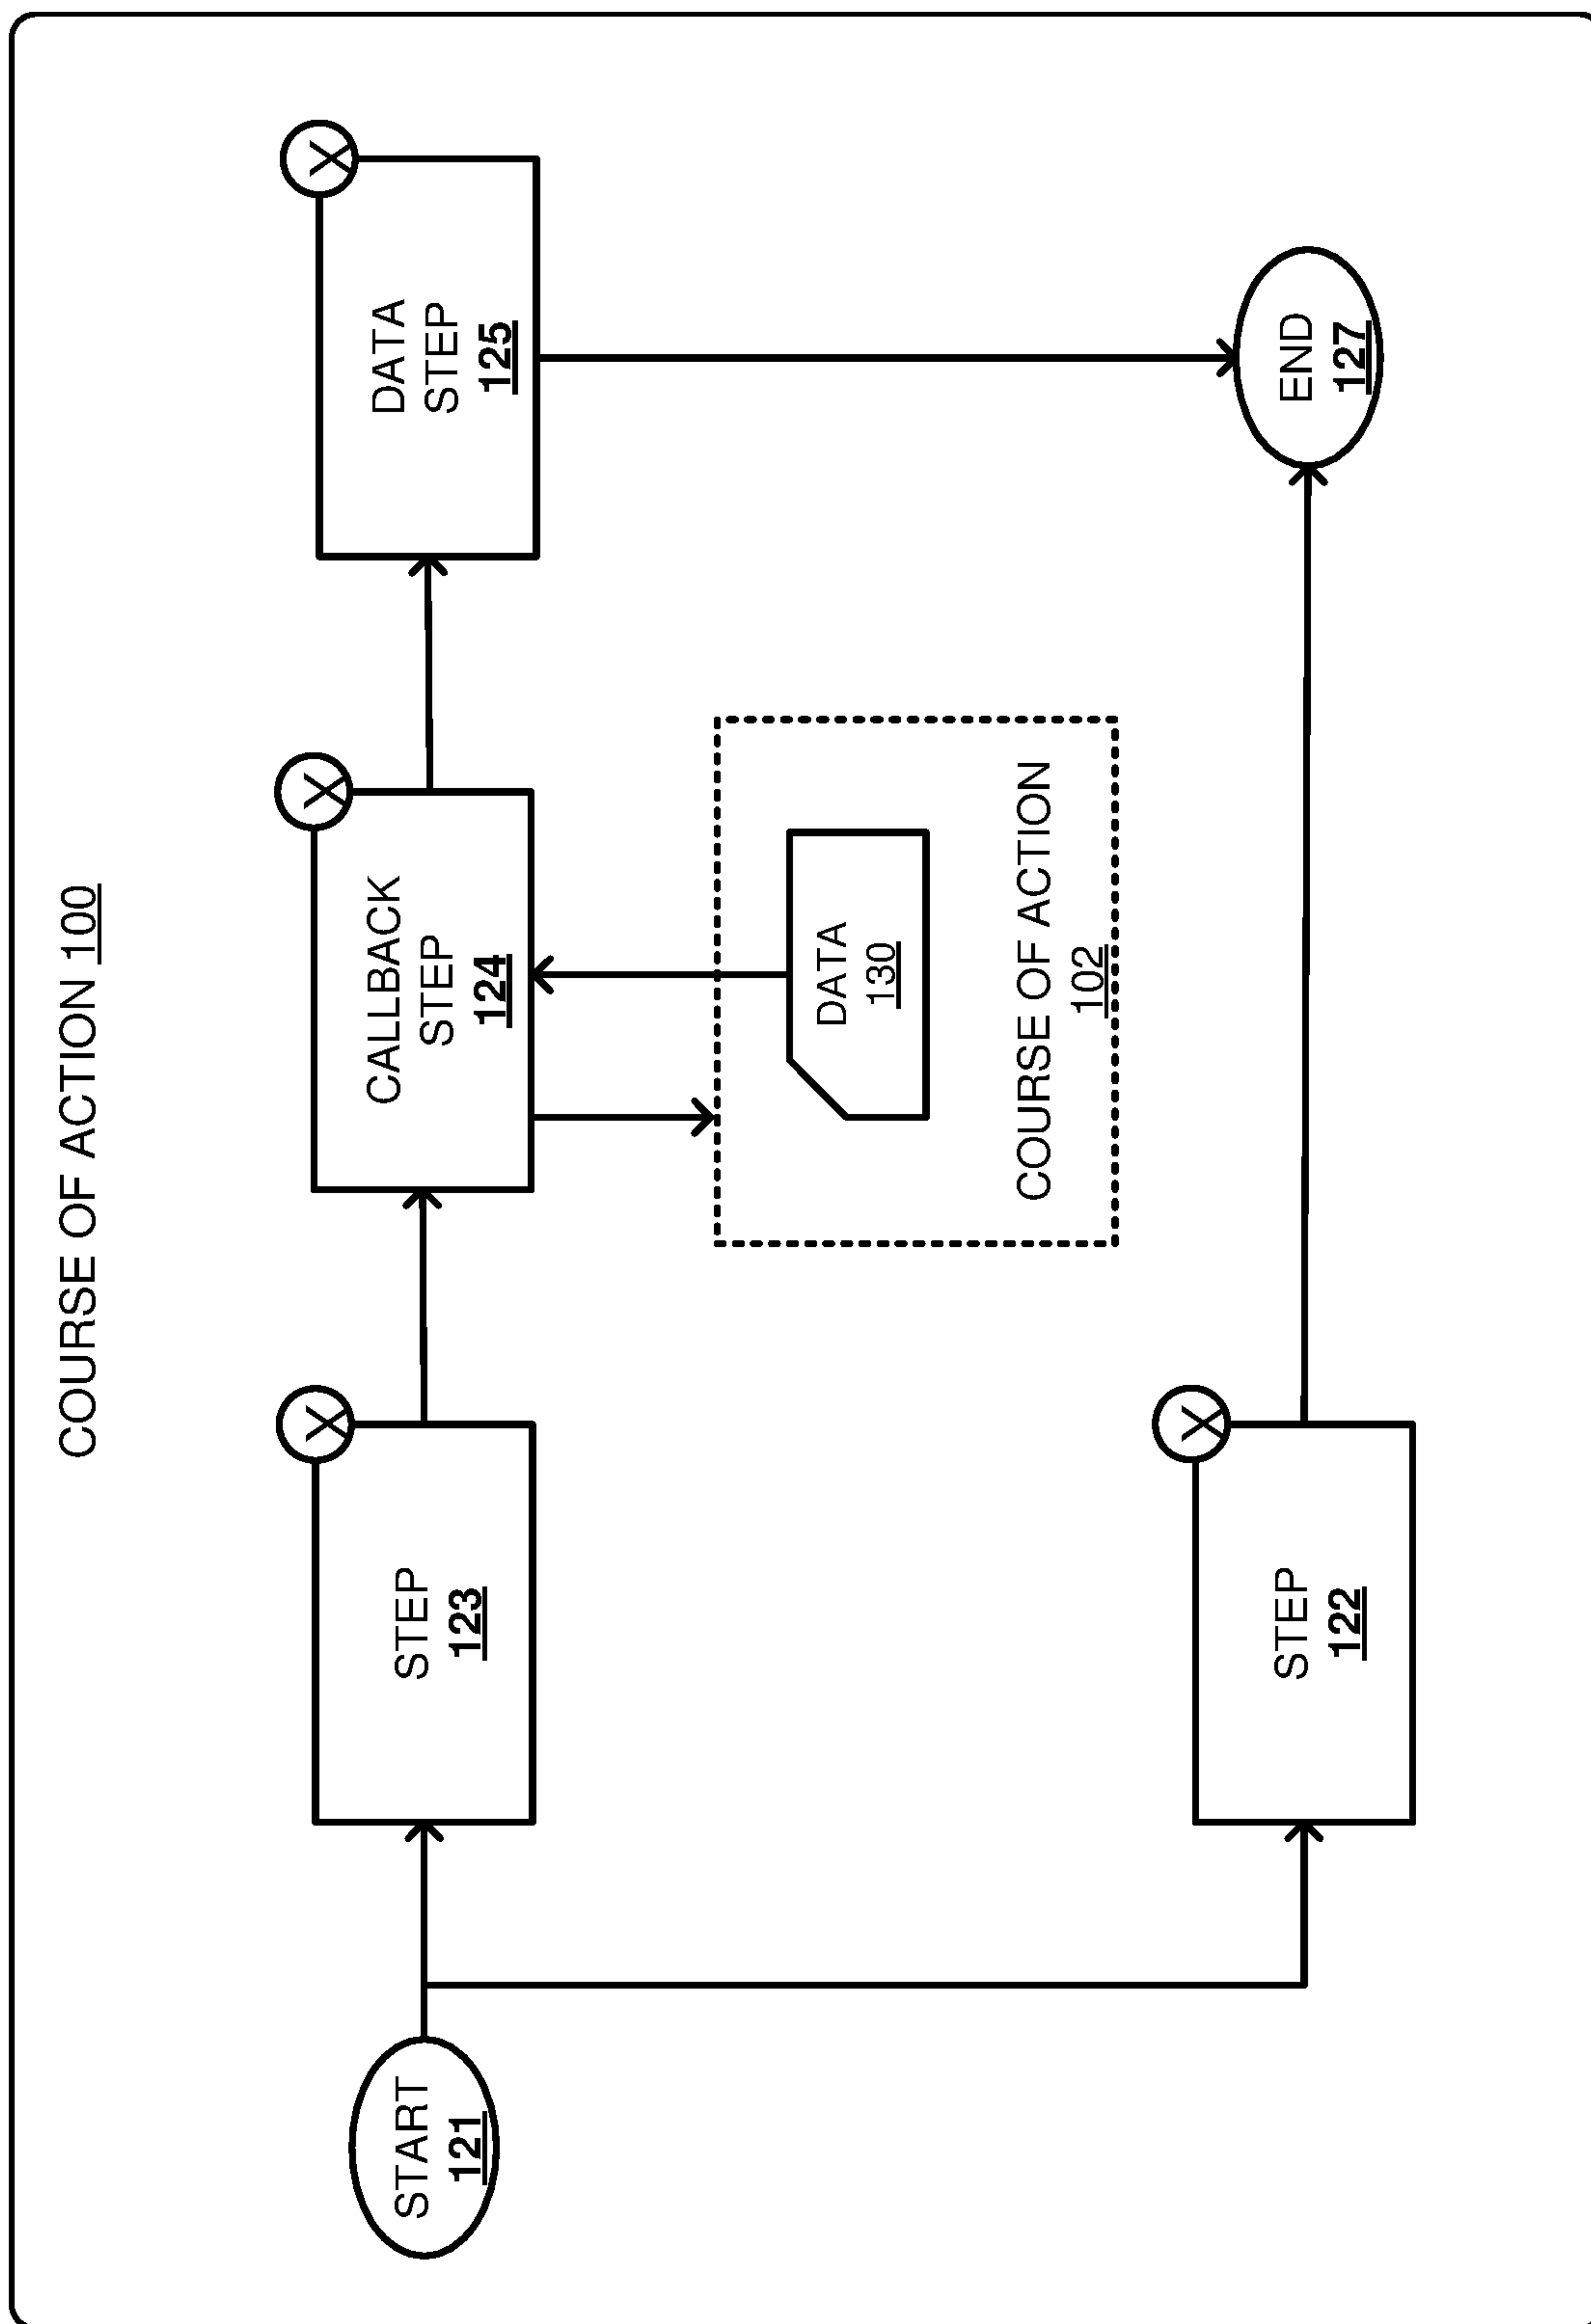 COURSE OF ACTION 100
START
121
STEP
123
X
CALLBACK
STEP
124
X
DATA
STEP
125
X
DATA
130
COURSE OF ACTION
102
STEP
122
X
END
127